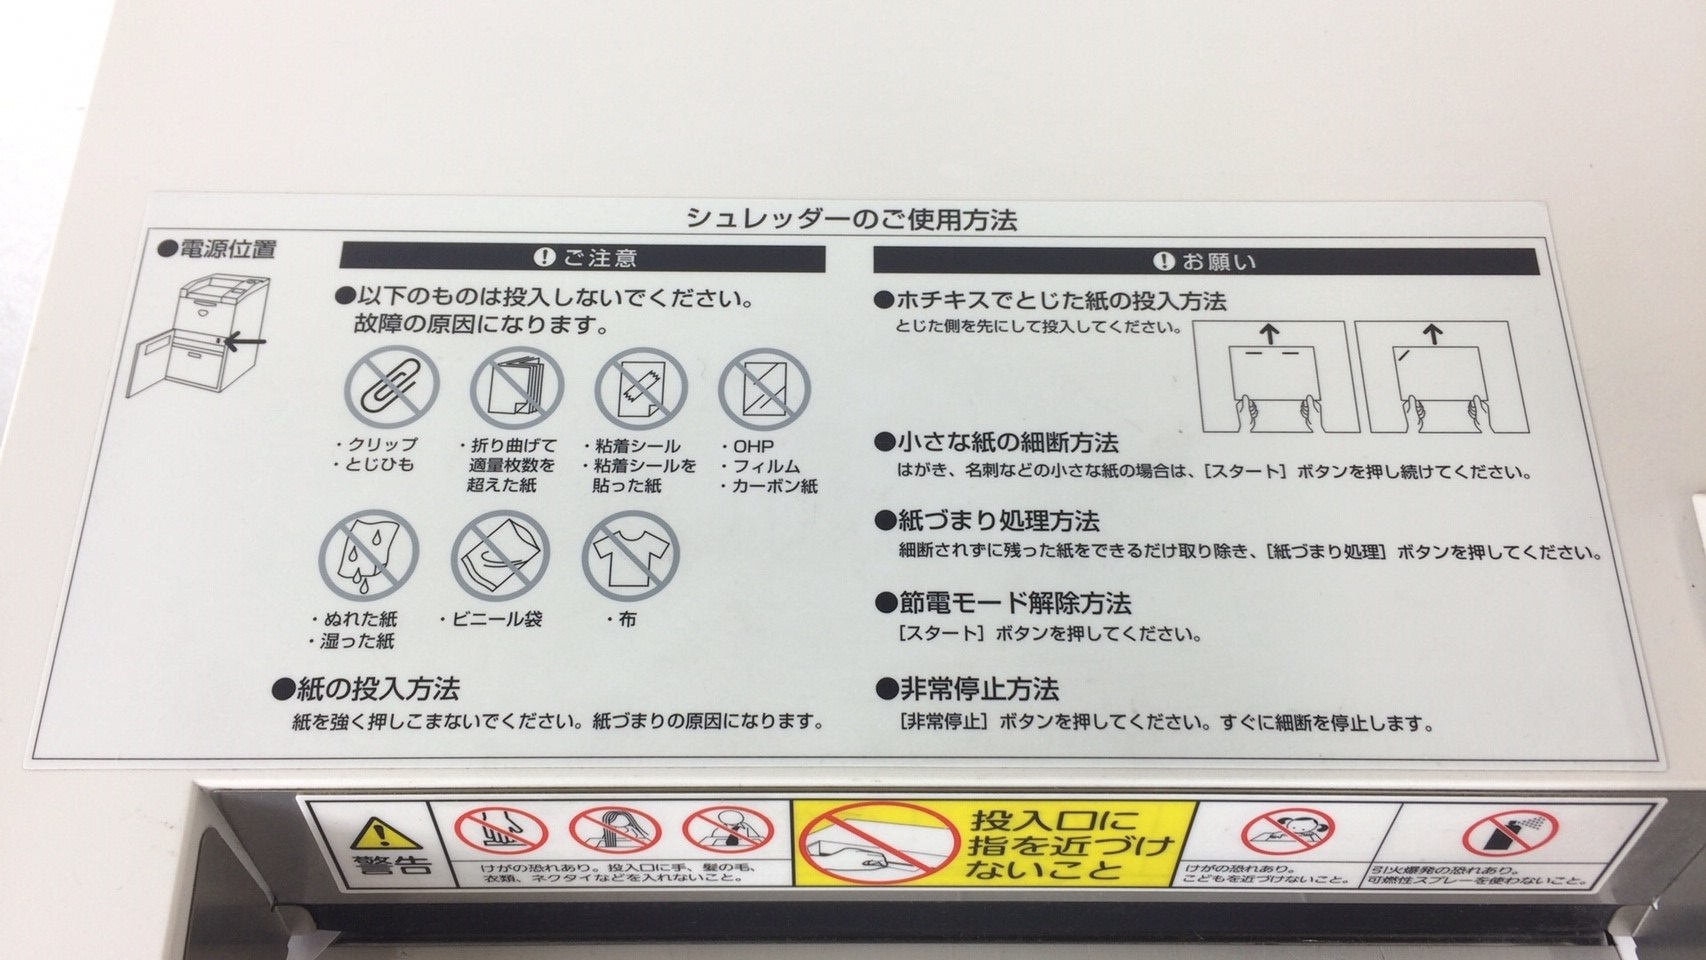 シュレッダーのご使用方法
●電源位置
ご注意
●以下のものは投入しないでください。
故障の原因になります。
・クリップ
・とじひも
・折り曲げて
適量枚数を
超えた紙
・粘着シール
・粘着シールを
貼った紙
・OHP
・フィルム
・カーボン紙
・ぬれた紙
・湿った紙
・ビニール袋
・布
●紙の投入方法
紙を強く押しこまないでください。紙づまりの原因になります。
お願い
●ホチキスでとじた紙の投入方法
とじた側を先にして投入してください。
●小さな紙の細断方法
はがき、名刺などの小さな紙の場合は、[スタート] ボタンを押し続けてください。
●紙づまり処理方法
細断されずに残った紙をできるだけ取り除き、[紙づまり処理] ボタンを押してください。
●節電モード解除方法
[スタート] ボタンを押してください。
●非常停止方法
[非常停止] ボタンを押してください。すぐに細断を停止します。
警告
けがの恐れあり。投入口に手、髪の毛、
衣類、ネクタイなどを入れないこと。
投入口に
指を近づけ
ないこと
けがの恐れあり。
こどもを近づけないこと。
引火爆発の恐れあり。
可燃性スプレーを使わないこと。